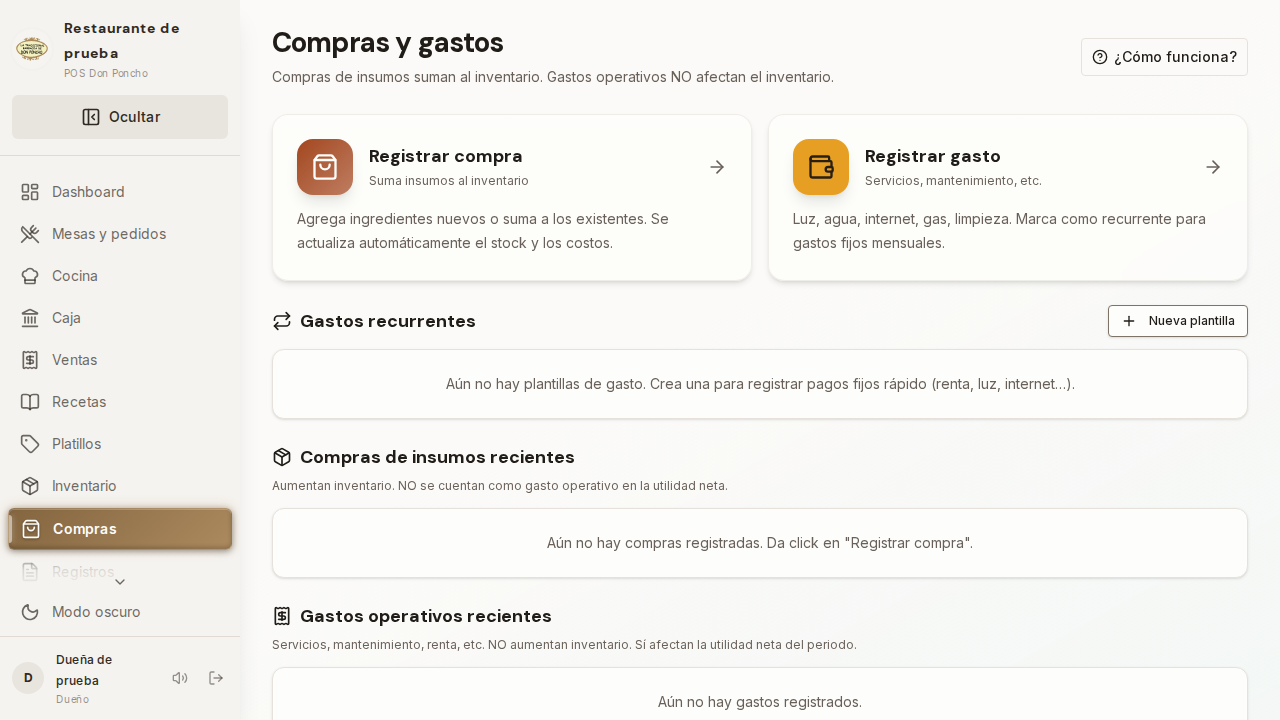 Restaurante de
prueba
POS Don Poncho
Ocultar
Dashboard
Mesas y pedidos
Cocina
Caja
Ventas
Recetas
Platillos
Inventario
Compras
Registros
Modo oscuro
D
Dueña de
prueba
Dueño
Compras y gastos
Compras de insumos suman al inventario. Gastos operativos NO afectan el inventario.
¿Cómo funciona?
Registrar compra
Suma insumos al inventario
Agrega ingredientes nuevos o suma a los existentes. Se
actualiza automáticamente el stock y los costos.
Registrar gasto
Servicios, mantenimiento, etc.
Luz, agua, internet, gas, limpieza. Marca como recurrente para
gastos fijos mensuales.
Gastos recurrentes
Nueva plantilla
Aún no hay plantillas de gasto. Crea una para registrar pagos fijos rápido (renta, luz, internet…).
Compras de insumos recientes
Aumentan inventario. NO se cuentan como gasto operativo en la utilidad neta.
Aún no hay compras registradas. Da click en "Registrar compra".
Gastos operativos recientes
Servicios, mantenimiento, renta, etc. NO aumentan inventario. Sí afectan la utilidad neta del periodo.
Aún no hay gastos registrados.